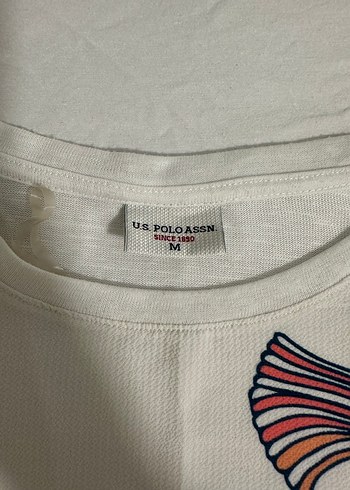 U.S. POLO ASSN.
SINCE 1890
M